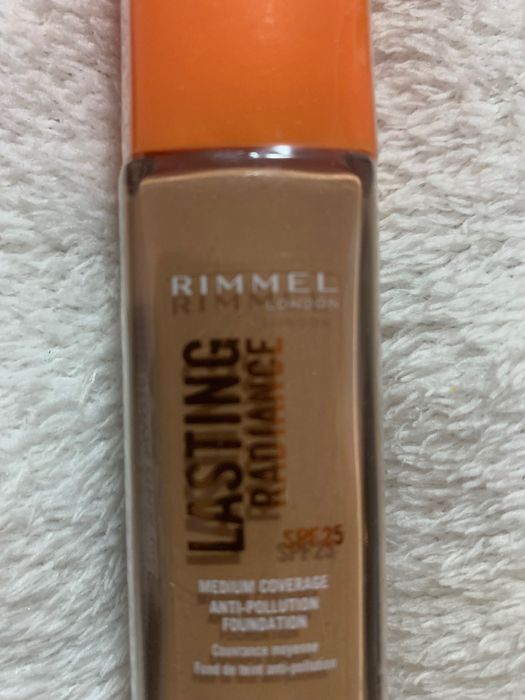 RIMMEL
LONDON
LASTING
RADIANCE
SPF25
MEDIUM COVERAGE
ANTI-POLLUTION
FOUNDATION
Couvrance moyenne
Fond de teint anti-pollution